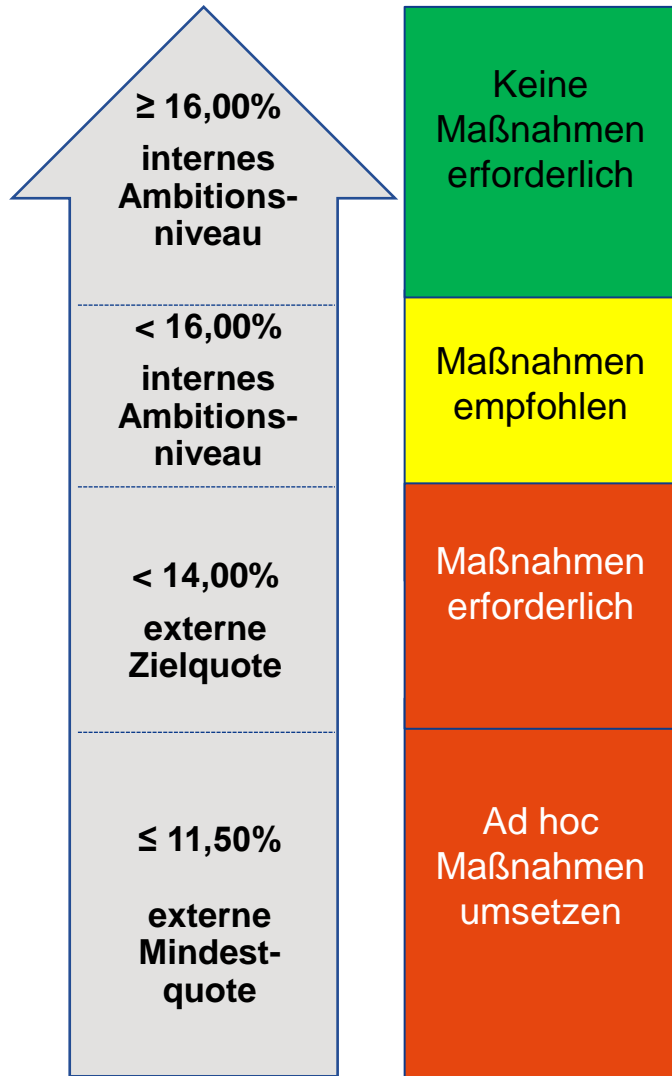 ≥ 16,00%
internes
Ambitions-
niveau
Keine
Maßnahmen
erforderlich
< 16,00%
internes
Ambitions-
niveau
Maßnahmen
empfohlen
< 14,00%
externe
Zielquote
Maßnahmen
erforderlich
≤ 11,50%
externe
Mindest-
quote
Ad hoc
Maßnahmen
umsetzen